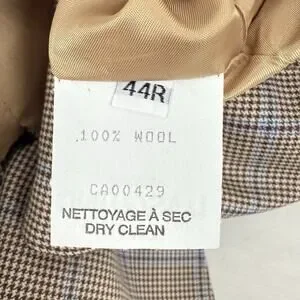 44R
100% WOOL
CA00429
NETTOYAGE À SEC
DRY CLEAN